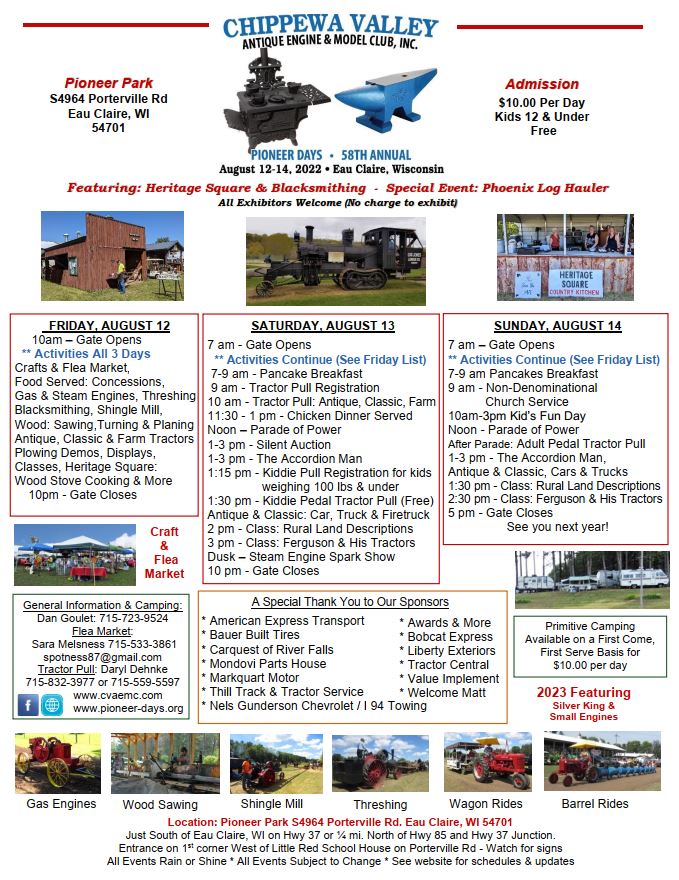 CHIPPEWA VALLEY
ANTIQUE ENGINE & MODEL CLUB, INC.
Pioneer Park
S4964 Porterville Rd
Eau Claire, WI
54701
Admission
$10.00 Per Day
Kids 12 & Under
Free
PIONEER DAYS • 58TH ANNUAL
August 12-14, 2022 • Eau Claire, Wisconsin
Featuring: Heritage Square & Blacksmithing - Special Event: Phoenix Log Hauler
All Exhibitors Welcome (No charge to exhibit)
HERITAGE
SQUARE
COUNTRY KITCHEN
FRIDAY, AUGUST 12
10am – Gate Opens
** Activities All 3 Days
Crafts & Flea Market,
Food Served: Concessions,
Gas & Steam Engines, Threshing
Blacksmithing, Shingle Mill,
Wood: Sawing,Turning & Planing
Antique, Classic & Farm Tractors
Plowing Demos, Displays,
Classes, Heritage Square:
Wood Stove Cooking & More
10pm - Gate Closes
SATURDAY, AUGUST 13
7 am - Gate Opens
** Activities Continue (See Friday List)
7-9 am - Pancake Breakfast
9 am - Tractor Pull Registration
10 am - Tractor Pull: Antique, Classic, Farm
11:30 - 1 pm - Chicken Dinner Served
Noon – Parade of Power
1-3 pm - Silent Auction
1-3 pm - The Accordion Man
1:15 pm - Kiddie Pull Registration for kids
weighing 100 lbs & under
1:30 pm - Kiddie Pedal Tractor Pull (Free)
Antique & Classic: Car, Truck & Firetruck
2 pm - Class: Rural Land Descriptions
3 pm - Class: Ferguson & His Tractors
Dusk – Steam Engine Spark Show
10 pm - Gate Closes
SUNDAY, AUGUST 14
7 am – Gate Opens
** Activities Continue (See Friday List)
7-9 am Pancakes Breakfast
9 am - Non-Denominational
Church Service
10am-3pm Kid's Fun Day
Noon - Parade of Power
After Parade: Adult Pedal Tractor Pull
1-3 pm - The Accordion Man,
Antique & Classic, Cars & Trucks
1:30 pm - Class: Rural Land Descriptions
2:30 pm - Class: Ferguson & His Tractors
5 pm - Gate Closes
See you next year!
Craft
&
Flea
Market
General Information & Camping:
Dan Goulet: 715-723-9524
Flea Market:
Sara Melsness 715-533-3861
spotness87@gmail.com
Tractor Pull: Daryl Dehnke
715-832-3977 or 715-559-5597
www.cvaemc.com
www.pioneer-days.org
A Special Thank You to Our Sponsors
* American Express Transport
* Bauer Built Tires
* Carquest of River Falls
* Mondovi Parts House
* Markquart Motor
* Thill Track & Tractor Service
* Nels Gunderson Chevrolet / I 94 Towing
* Awards & More
* Bobcat Express
* Liberty Exteriors
* Tractor Central
* Value Implement
* Welcome Matt
Primitive Camping
Available on a First Come,
First Serve Basis for
$10.00 per day
2023 Featuring
Silver King &
Small Engines
Gas Engines
Wood Sawing
Shingle Mill
Threshing
Wagon Rides
Barrel Rides
Location: Pioneer Park S4964 Porterville Rd. Eau Claire, WI 54701
Just South of Eau Claire, WI on Hwy 37 or ¼ mi. North of Hwy 85 and Hwy 37 Junction.
Entrance on 1st corner West of Little Red School House on Porterville Rd - Watch for signs
All Events Rain or Shine * All Events Subject to Change * See website for schedules & updates